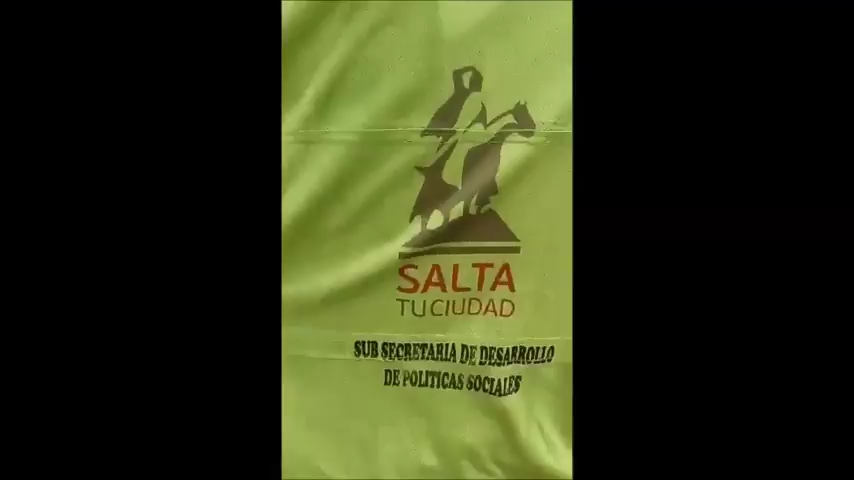 SALTA
TU CIUDAD
SUB SECRETARIA DE DESARROLLO
DE POLITICAS SOCIALES